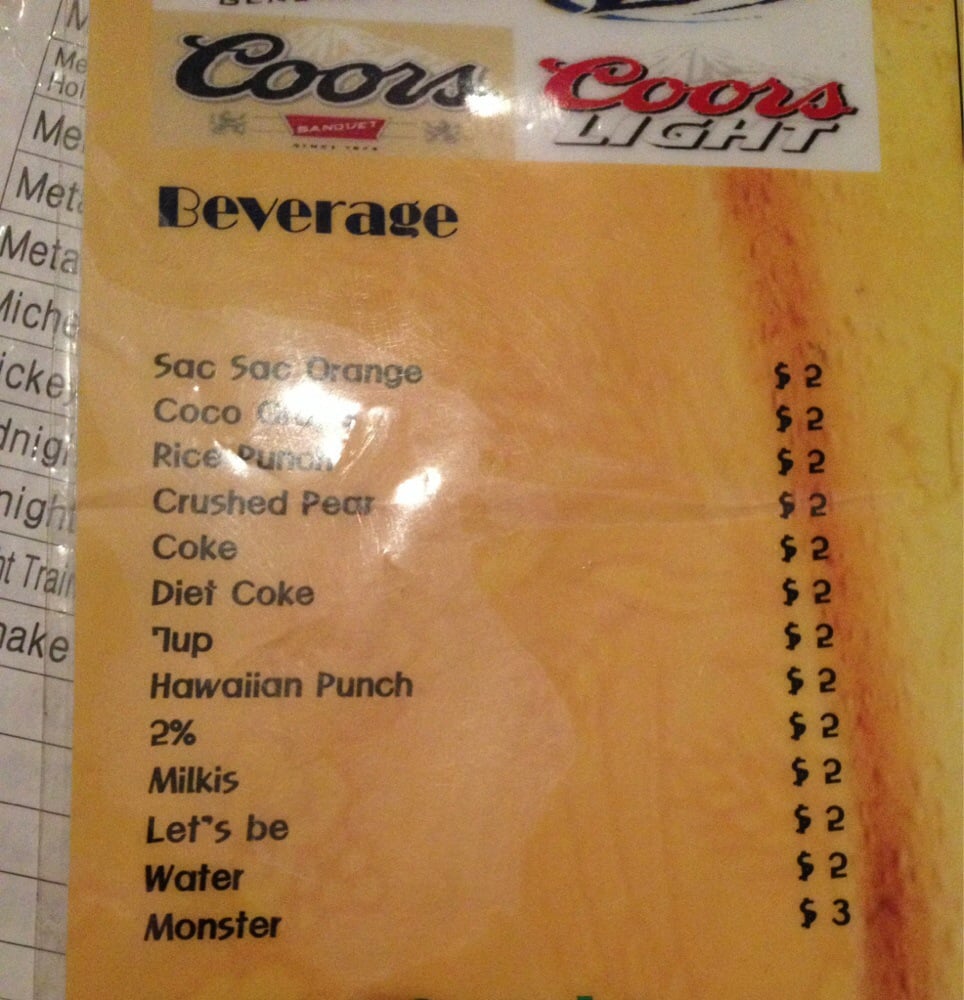 Coors
BANQUET
Coors
LIGHT
Beverage
Sac Sac Orange $ 2
Coco $ 2
Rice Punch $ 2
Crushed Pear $ 2
Coke $ 2
Diet Coke $ 2
7up $ 2
Hawaiian Punch $ 2
2% $ 2
Milkis $ 2
Let"s be $ 2
Water $ 2
Monster $ 3